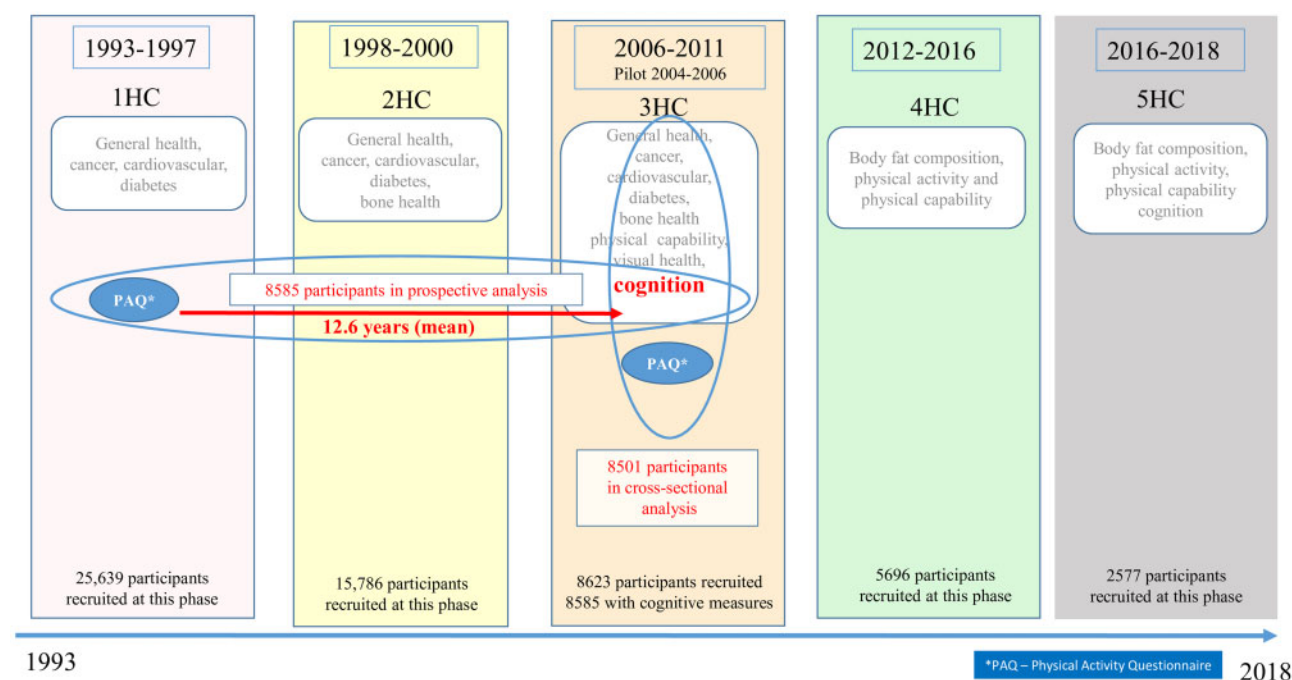 1993-1997
1HC
General health,
cancer, cardiovascular,
diabetes
1998-2000
2HC
General health,
cancer, cardiovascular,
diabetes,
bone health
2006-2011
Pilot 2004-2006
3HC
General health,
cancer,
cardiovascular,
diabetes,
bone health
physical capability,
visual health,
cognition
2012-2016
4HC
Body fat composition,
physical activity and
physical capability
2016-2018
5HC
Body fat composition,
physical activity,
physical capability
cognition
PAQ*
8585 participants in prospective analysis
12.6 years (mean)
PAQ*
8501 participants
in cross-sectional
analysis
25,639 participants
recruited at this phase
15,786 participants
recruited at this phase
8623 participants recruited
8585 with cognitive measures
5696 participants
recruited at this phase
2577 participants
recruited at this phase
1993
*PAQ – Physical Activity Questionnaire
2018